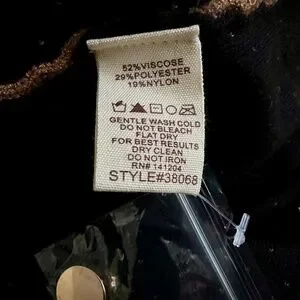 52%VISCOSE
29%POLYESTER
19%NYLON
GENTLE WASH COLD
DO NOT BLEACH
FLAT DRY
FOR BEST RESULTS
DRY CLEAN
DO NOT IRON
RN# 141204
STYLE#38068